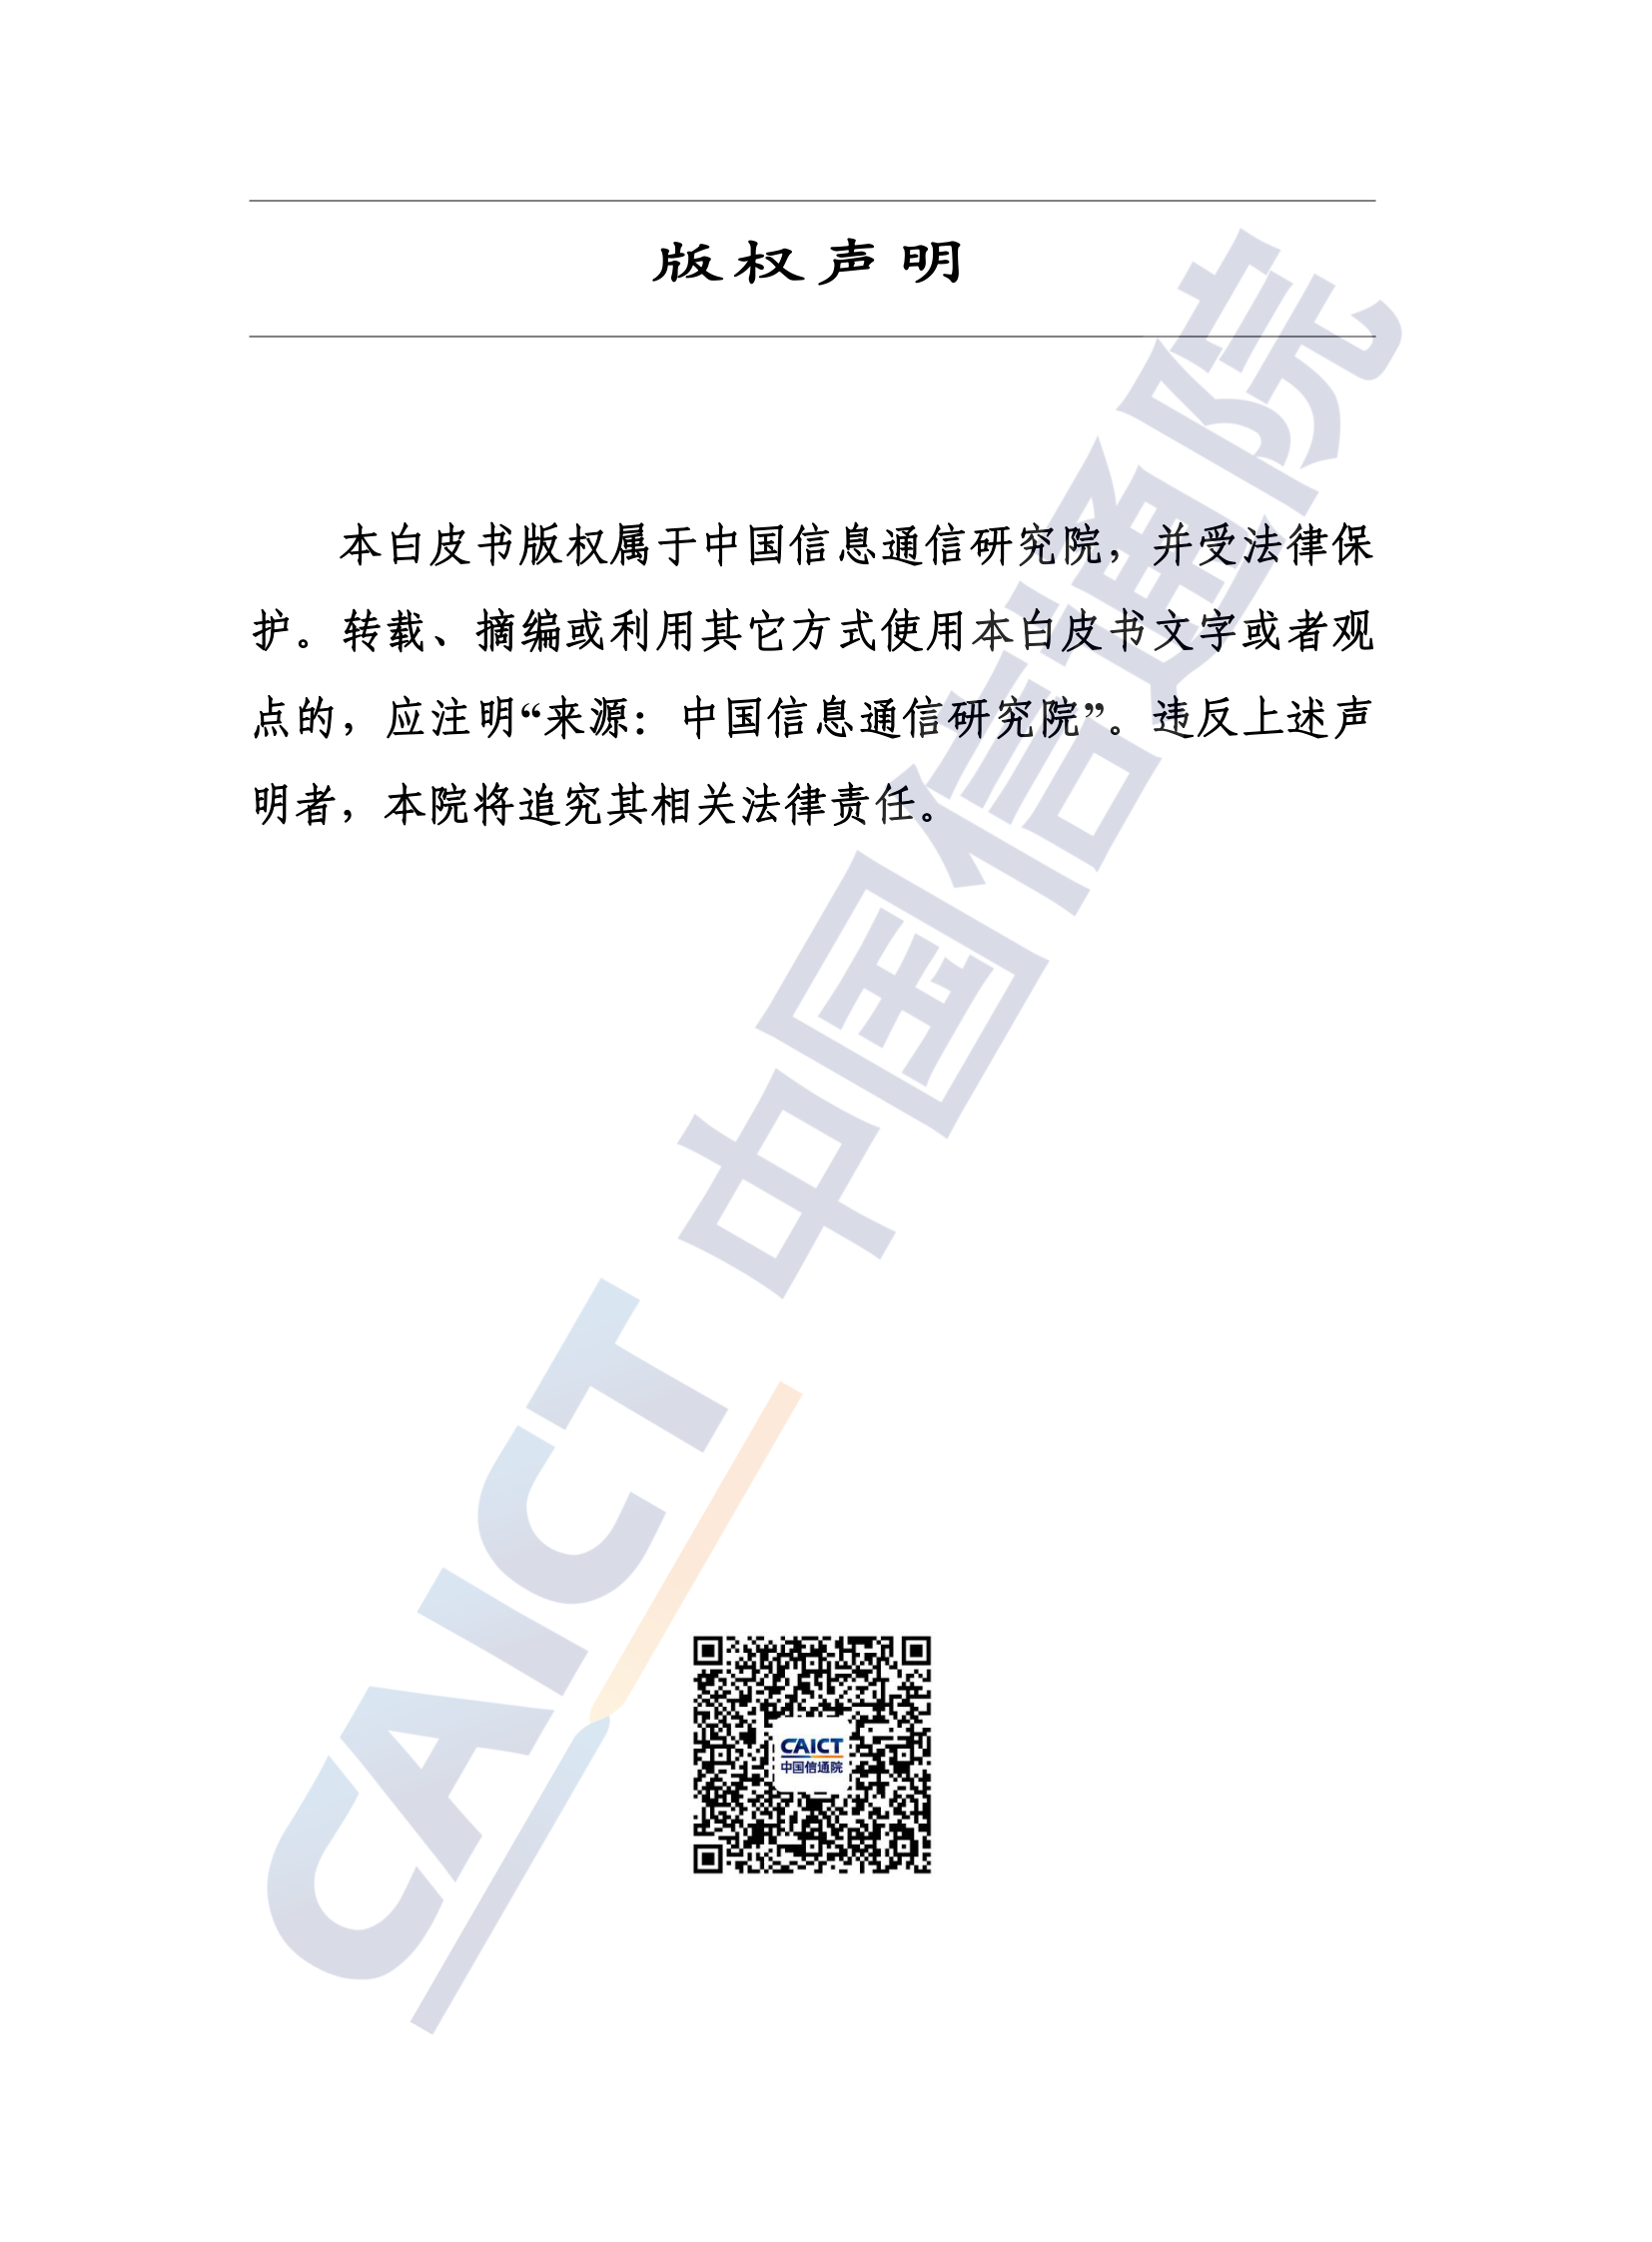 版权声明
本白皮书版权属于中国信息通信研究院，并受法律保
护。转载、摘编或利用其它方式使用本白皮书文字或者观
点的，应注明“来源：中国信息通信研究院”。违反上述声
明者，本院将追究其相关法律责任。
CAICT 中国信通院
CAICT
中国信通院